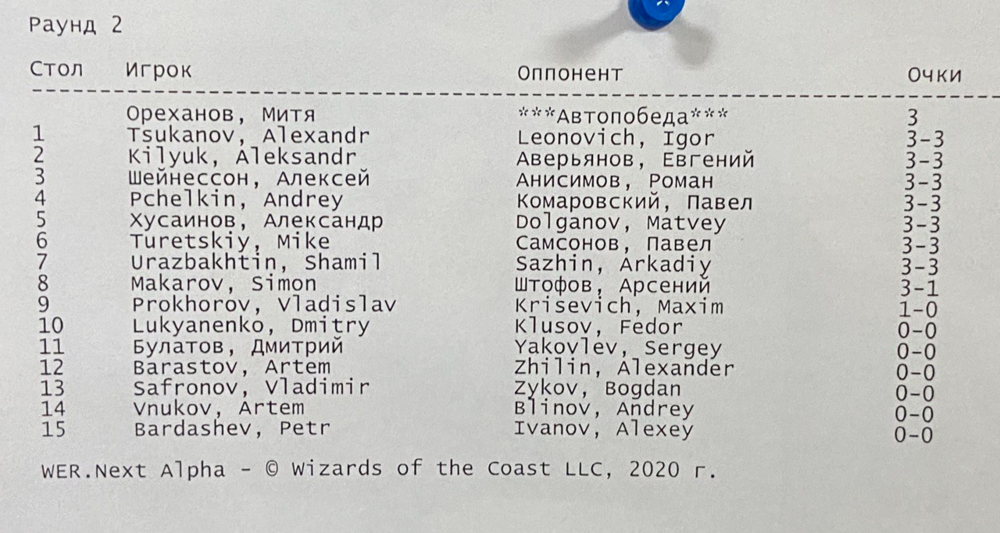 Раунд 2
Стол Игрок Оппонент Очки
Ореханов, Митя ***Автопобеда*** 3
1 Tsukanov, Alexandr Leonovich, Igor 3-3
2 Kilyuk, Aleksandr Аверьянов, Евгений 3-3
3 Шейнессон, Алексей Анисимов, Роман 3-3
4 Pchelkin, Andrey Комаровский, Павел 3-3
5 Хусаинов, Александр Dolganov, Matvey 3-3
6 Turetskiy, Mike Самсонов, Павел 3-3
7 Urazbakhtin, Shamil Sazhin, Arkadiy 3-3
8 Makarov, Simon Штофов, Арсений 3-1
9 Prokhorov, Vladislav Krisevich, Maxim 1-0
10 Lukyanenko, Dmitry Klusov, Fedor 0-0
11 Булатов, Дмитрий Yakovlev, Sergey 0-0
12 Barastov, Artem Zhilin, Alexander 0-0
13 Safronov, Vladimir Zykov, Bogdan 0-0
14 Vnukov, Artem Blinov, Andrey 0-0
15 Bardashev, Petr Ivanov, Alexey 0-0
WER.Next Alpha - © Wizards of the Coast LLC, 2020 г.